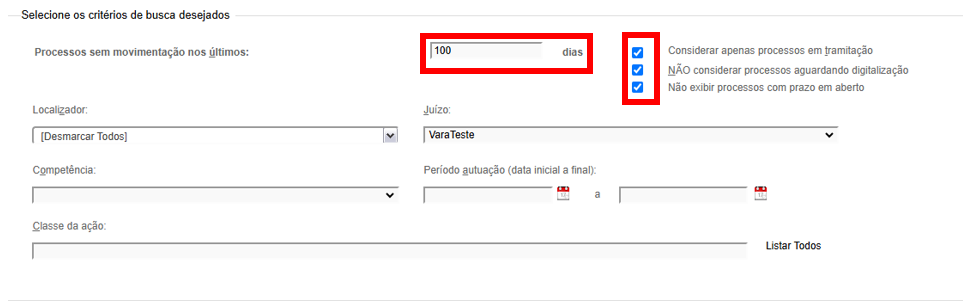 Selecione os critérios de busca desejados
Processos sem movimentação nos últimos: 100 dias
Considerar apenas processos em tramitação
NÃO considerar processos aguardando digitalização
Não exibir processos com prazo em aberto
Localizador: Juízo:
[Desmarcar Todos] VaraTeste
Competência: Período autuação (data inicial a final):
a
Classe da ação:
Listar Todos